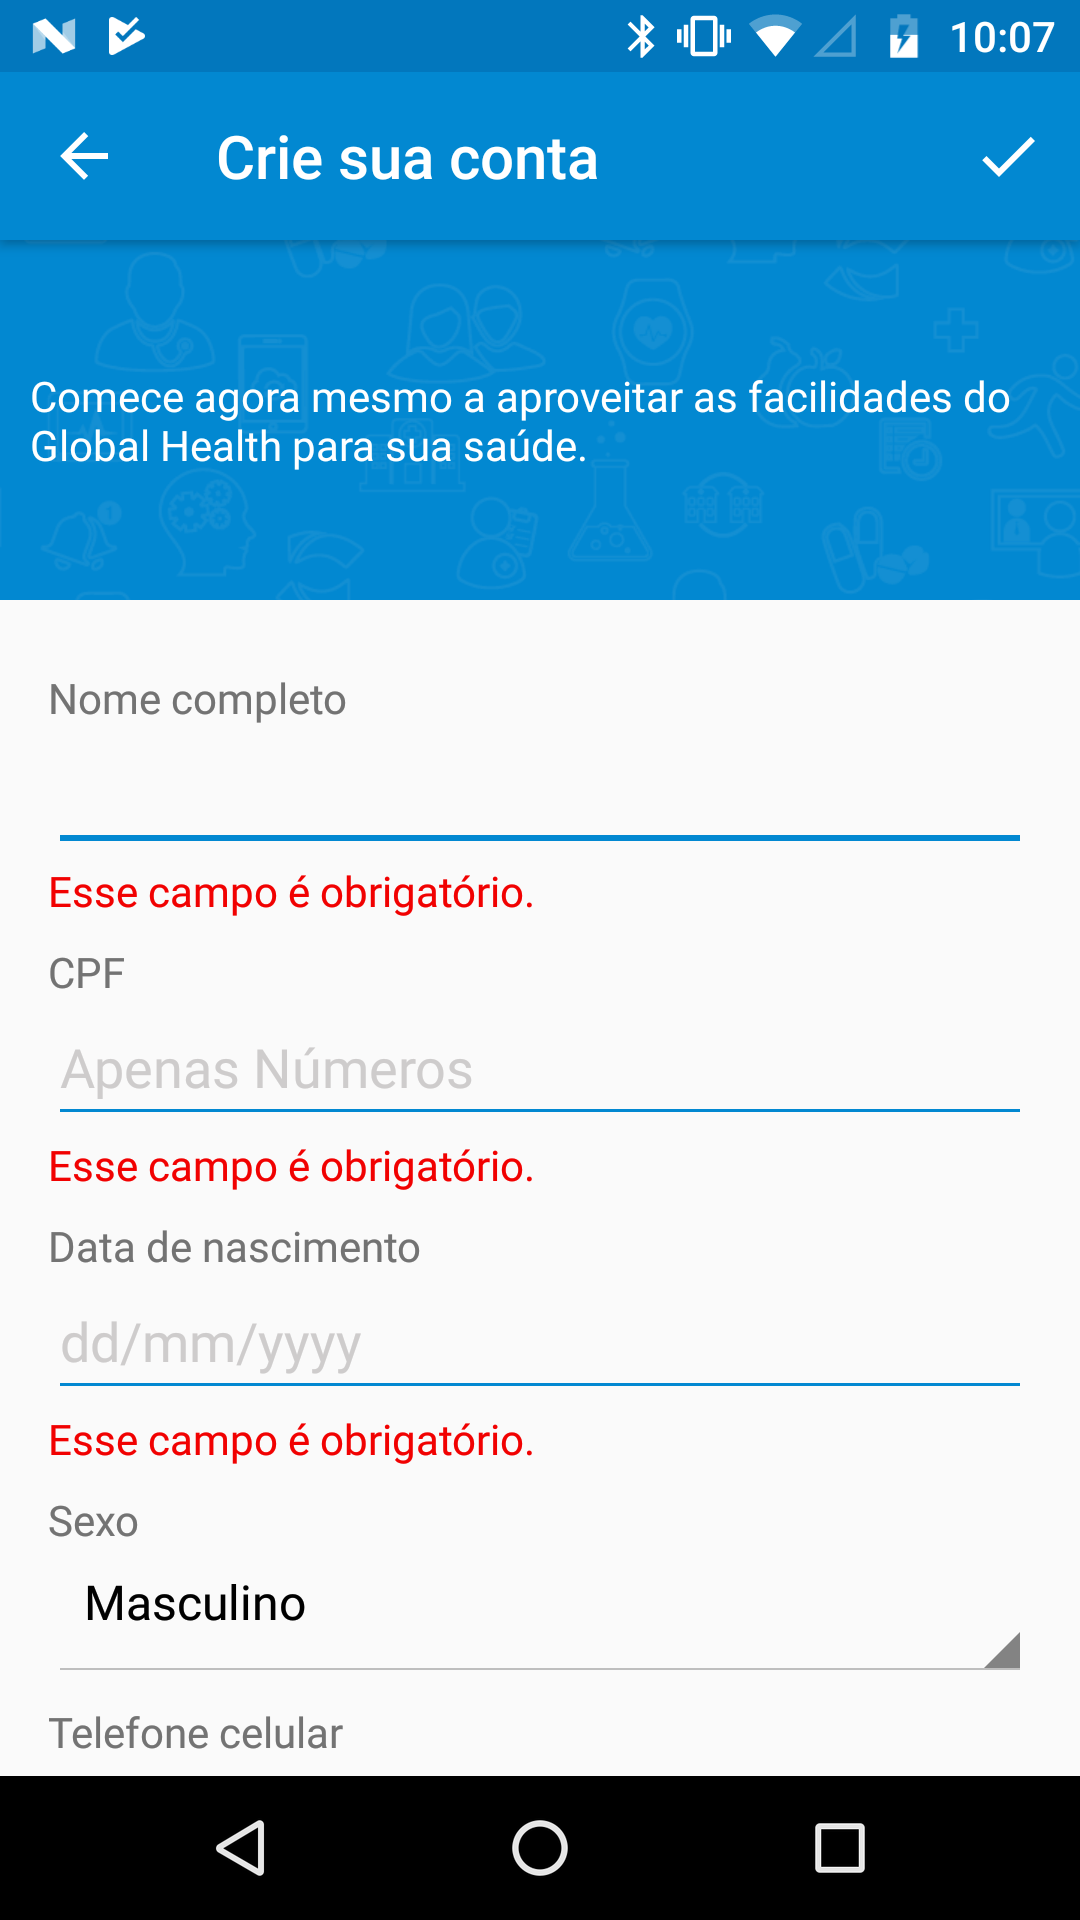 10:07
Crie sua conta
Comece agora mesmo a aproveitar as facilidades do
Global Health para sua saúde.
Nome completo
Esse campo é obrigatório.
CPF
Apenas Números
Esse campo é obrigatório.
Data de nascimento
dd/mm/yyyy
Esse campo é obrigatório.
Sexo
Masculino
Telefone celular